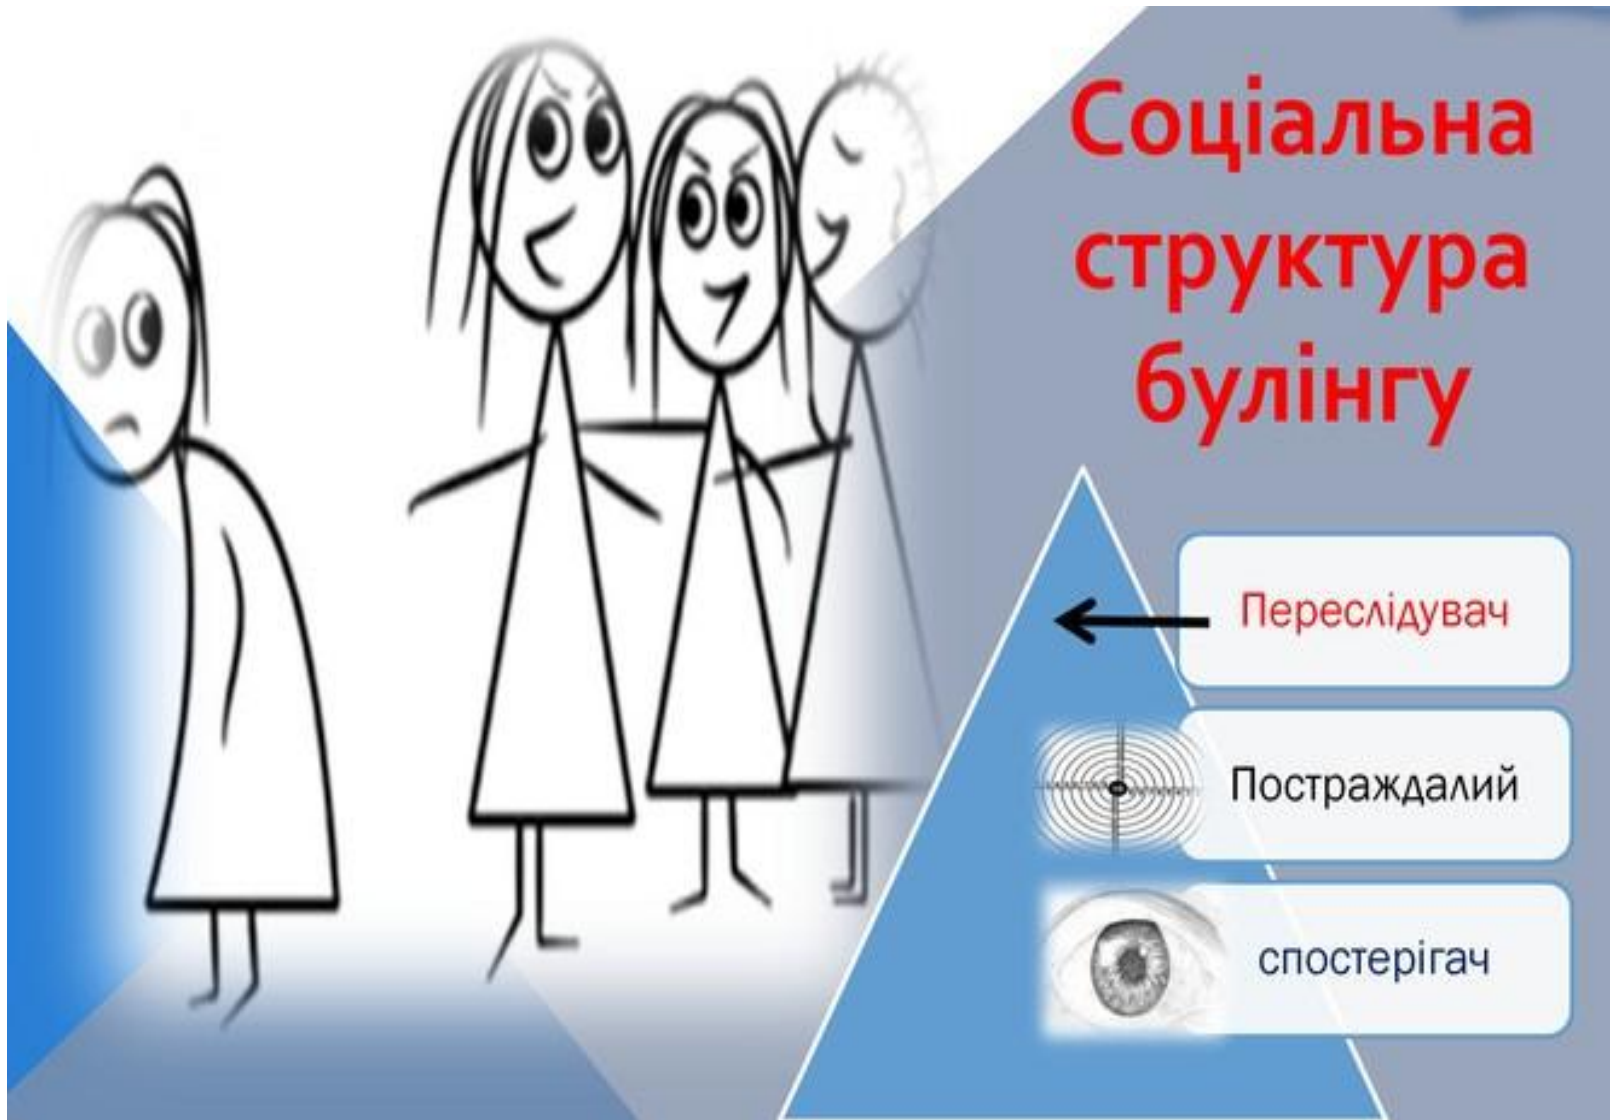 Соціальна
структура
булінгу
Переслідувач
Постраждалий
спостерігач